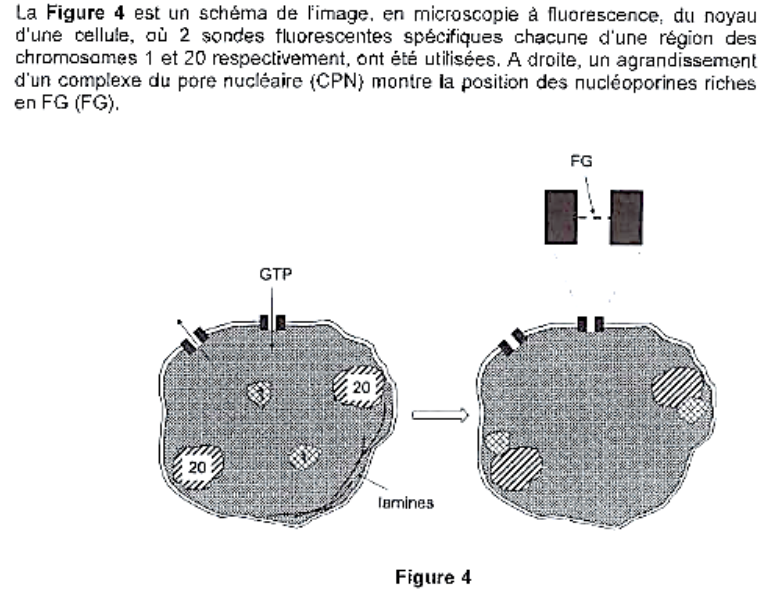 La Figure 4 est un schéma de l'image, en microscopie à fluorescence, du noyau
d'une cellule, où 2 sondes fluorescentes spécifiques chacune d'une région des
chromosomes 1 et 20 respectivement, ont été utilisées. A droite, un agrandissement
d'un complexe du pore nucléaire (CPN) montre la position des nucléoporines riches
en FG (FG).
FG
GTP
20
1
20
1
lamines
Figure 4